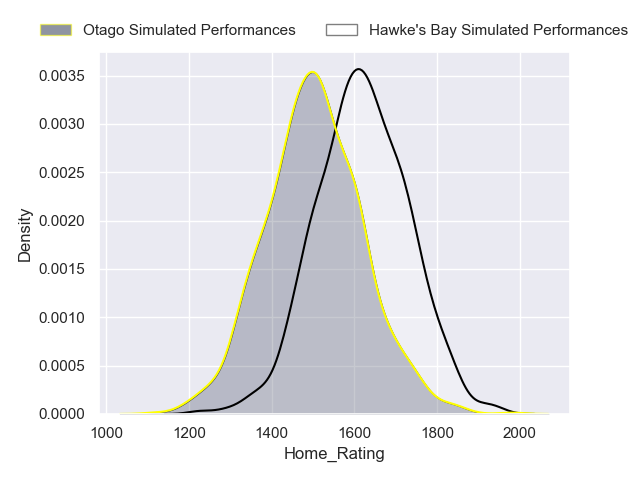 Otago Simulated Performances
Hawke's Bay Simulated Performances
0.0035
0.0030
0.0025
0.0020
0.0015
0.0010
0.0005
0.0000
Density
1000 1200 1400 1600 1800 2000
Home_Rating